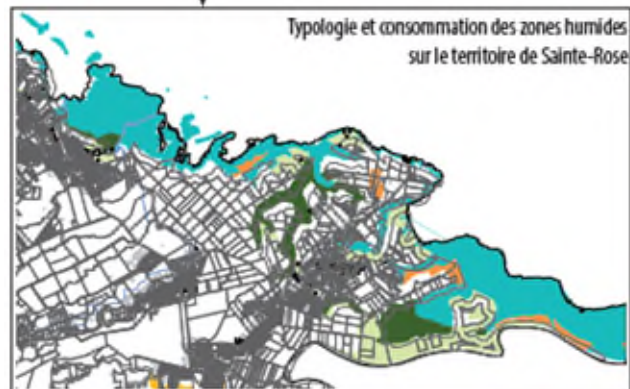 Typologie et consommation des zones humides
sur le territoire de Sainte-Rose